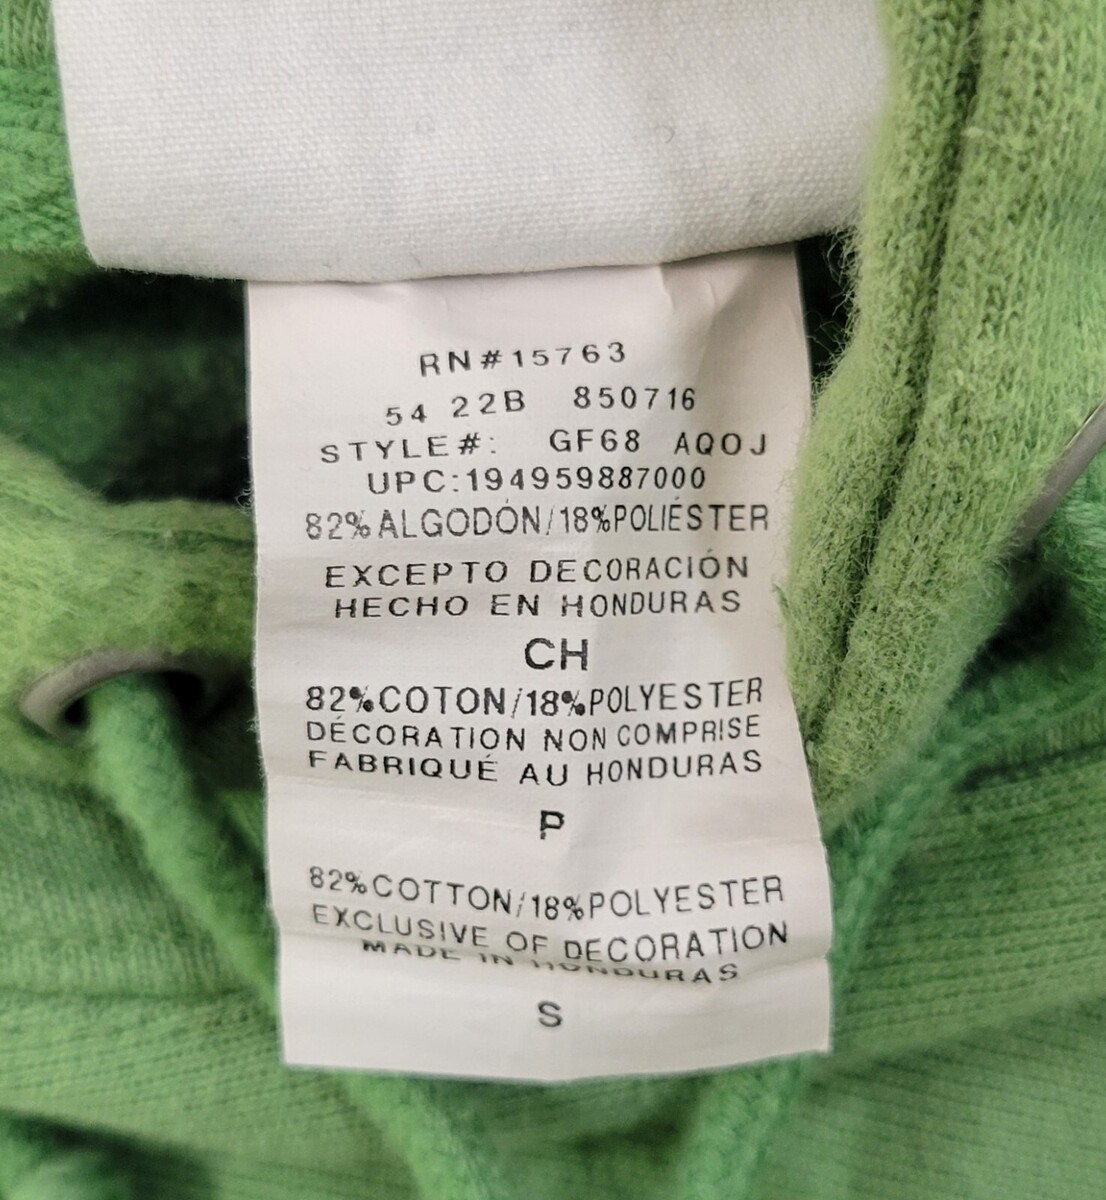 RN#15763
54 22B 850716
STYLE#: GF68 AQOJ
UPC:194959887000
82%ALGODÓN/18%POLIÉSTER
EXCEPTO DECORACIÓN
HECHO EN HONDURAS
CH
82%COTON/18%POLYESTER
DÉCORATION NON COMPRISE
FABRIQUÉ AU HONDURAS
P
82%COTTON/18%POLYESTER
EXCLUSIVE OF DECORATION
MADE IN HONDURAS
S